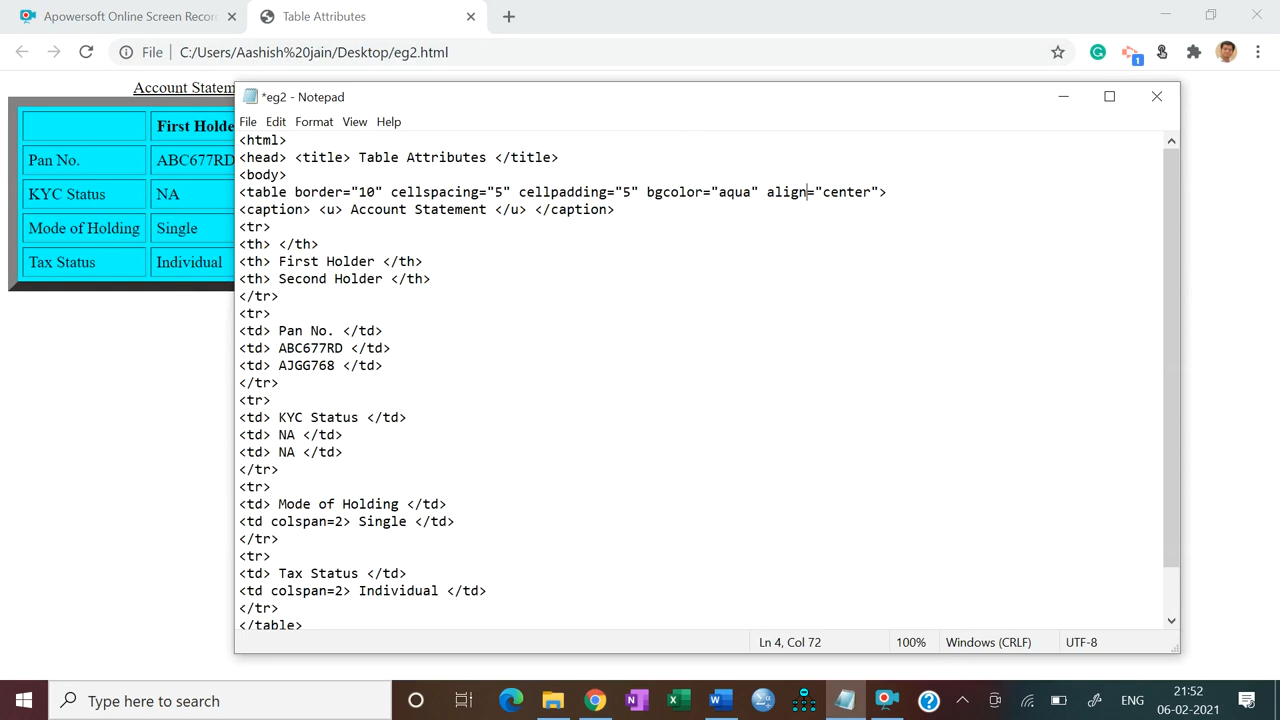 Apowersoft Online Screen Recor
Table Attributes
File
C:/Users/Aashish%20jain/Desktop/eg2.html
1
Account Statem
First Holde
Pan No.
ABC677RD
KYC Status
NA
Mode of Holding
Single
Tax Status
Individual
*eg2 - Notepad
File Edit Format View Help
<html>
<head> <title> Table Attributes </title>
<body>
<table border="10" cellspacing="5" cellpadding="5" bgcolor="aqua" align="center">
<caption> <u> Account Statement </u> </caption>
<tr>
<th> </th>
<th> First Holder </th>
<th> Second Holder </th>
</tr>
<tr>
<td> Pan No. </td>
<td> ABC677RD </td>
<td> AJGG768 </td>
</tr>
<tr>
<td> KYC Status </td>
<td> NA </td>
<td> NA </td>
</tr>
<tr>
<td> Mode of Holding </td>
<td colspan=2> Single </td>
</tr>
<tr>
<td> Tax Status </td>
<td colspan=2> Individual </td>
</tr>
</table>
Ln 4, Col 72
100%
Windows (CRLF)
UTF-8
Type here to search
ENG
21:52
06-02-2021